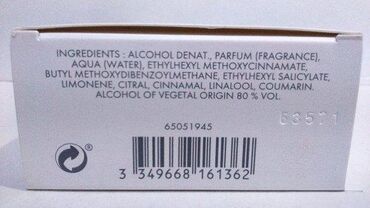 INGREDIENTS : ALCOHOL DENAT., PARFUM (FRAGRANCE),
AQUA (WATER), ETHYLHEXYL METHOXYCINNAMATE,
BUTYL METHOXYDIBENZOYLMETHANE, ETHYLHEXYL SALICYLATE,
LIMONENE, CITRAL, CINNAMAL, LINALOOL, COUMARIN.
ALCOHOL OF VEGETAL ORIGIN 80 % VOL.
65051945
3 349668 161362